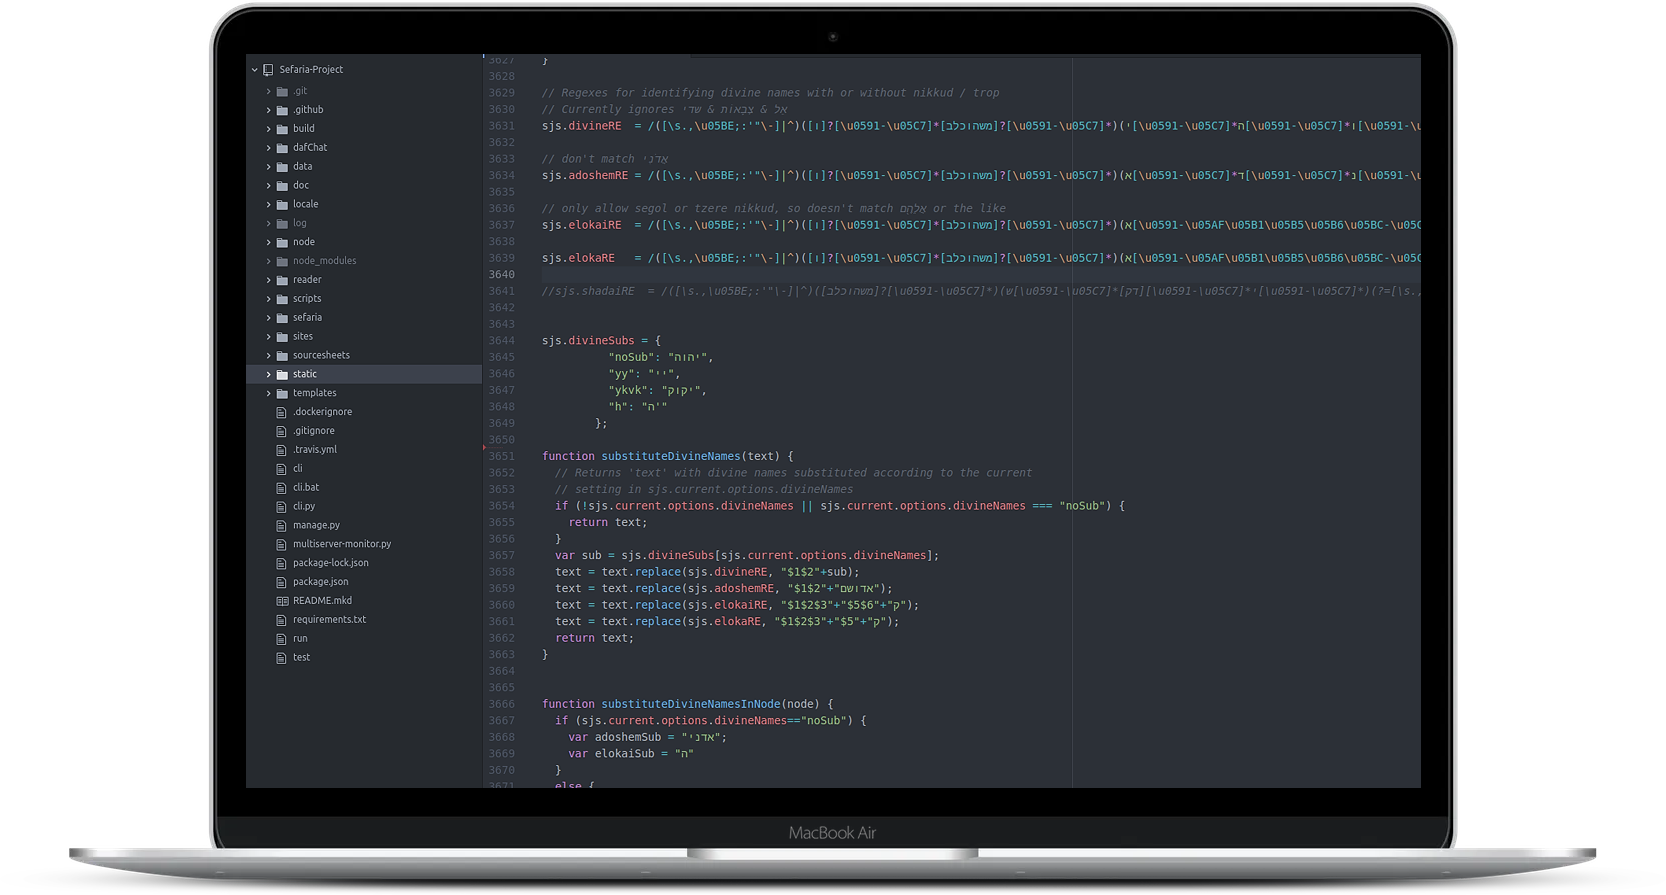 Sefaria-Project
.git
.github
build
dafChat
data
doc
locale
log
node
node_modules
reader
scripts
sefaria
sites
sourcesheets
static
templates
.dockerignore
.gitignore
.travis.yml
cli
cli.bat
cli.py
manage.py
multiserver-monitor.py
package-lock.json
package.json
README.mkd
requirements.txt
run
test
3627 }
3628
3629 // Regexes for identifying divine names with or without nikkud / trop
3630 // Currently ignores אל & צבאות & שדי
3631 sjs.divineRE = /([\s.,\u05BE;:'"\-]|^)([ו]?[\u0591-\u05C7]*[משהוכלב]?[\u0591-\u05C7]*)(י[\u0591-\u05C7]*ה[\u0591-\u05C7]*ו[\u0591-\u
3632
3633 // don't match אֲדֹנִי
3634 sjs.adoshemRE = /([\s.,\u05BE;:'"\-]|^)([ו]?[\u0591-\u05C7]*[משהוכלב]?[\u0591-\u05C7]*)(א[\u0591-\u05C7]*ד[\u0591-\u05C7]*נ[\u0591-\u
3635
3636 // only allow segol or tzere nikkud, so doesn't match אֱלֹהִם or the like
3637 sjs.elokaiRE = /([\s.,\u05BE;:'"\-]|^)([ו]?[\u0591-\u05C7]*[משהוכלב]?[\u0591-\u05C7]*)(א[\u0591-\u05AF\u05B1\u05B5\u05B6\u05BC-\u05C
3638
3639 sjs.elokaRE = /([\s.,\u05BE;:'"\-]|^)([ו]?[\u0591-\u05C7]*[משהוכלב]?[\u0591-\u05C7]*)(א[\u0591-\u05AF\u05B1\u05B5\u05B6\u05BC-\u05C
3640
3641 //sjs.shadaiRE = /([\s.,\u05BE;:'"\-]|^)([משהוכלב]?[\u0591-\u05C7]*)(ש[\u0591-\u05C7]*[דק][\u0591-\u05C7]*י[\u0591-\u05C7]*)(?=[\s.,
3642
3643
3644 sjs.divineSubs = {
3645 "noSub": "יהוה",
3646 "yy": "יי",
3647 "ykvk": "יקוק",
3648 "h": "ה'"
3649 };
3650
3651 function substituteDivineNames(text) {
3652 // Returns 'text' with divine names substituted according to the current
3653 // setting in sjs.current.options.divineNames
3654 if (!sjs.current.options.divineNames || sjs.current.options.divineNames === "noSub") {
3655 return text;
3656 }
3657 var sub = sjs.divineSubs[sjs.current.options.divineNames];
3658 text = text.replace(sjs.divineRE, "$1$2"+sub);
3659 text = text.replace(sjs.adoshemRE, "$1$2"+"אדושם");
3660 text = text.replace(sjs.elokaiRE, "$1$2$3"+"ק"+"$5$6");
3661 text = text.replace(sjs.elokaRE, "$1$2$3"+"ק"+"$5");
3662 return text;
3663 }
3664
3665
3666 function substituteDivineNamesInNode(node) {
3667 if (sjs.current.options.divineNames=="noSub") {
3668 var adoshemSub = "אדני";
3669 var elokaiSub = "ה"
3670 }
3671 else {
MacBook Air